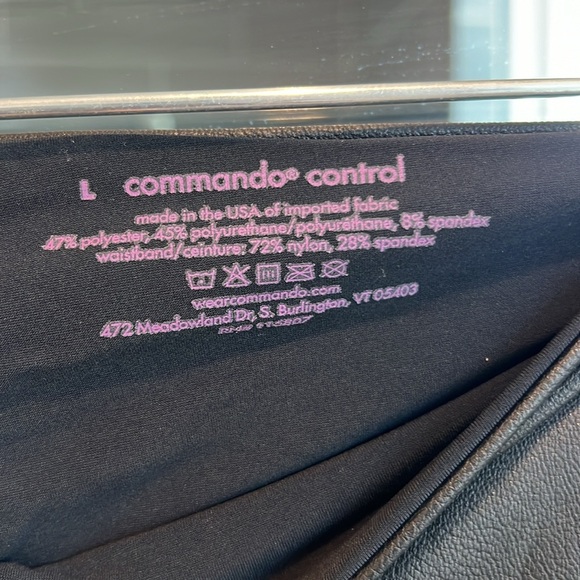 L commando® control
made in the USA of imported fabric
47% polyester, 45% polyurethane/polyuréthane, 8% spandex
waistband/ceinture: 72% nylon, 28% spandex
wearcommando.com
472 Meadowland Dr, S. Burlington, VT 05403